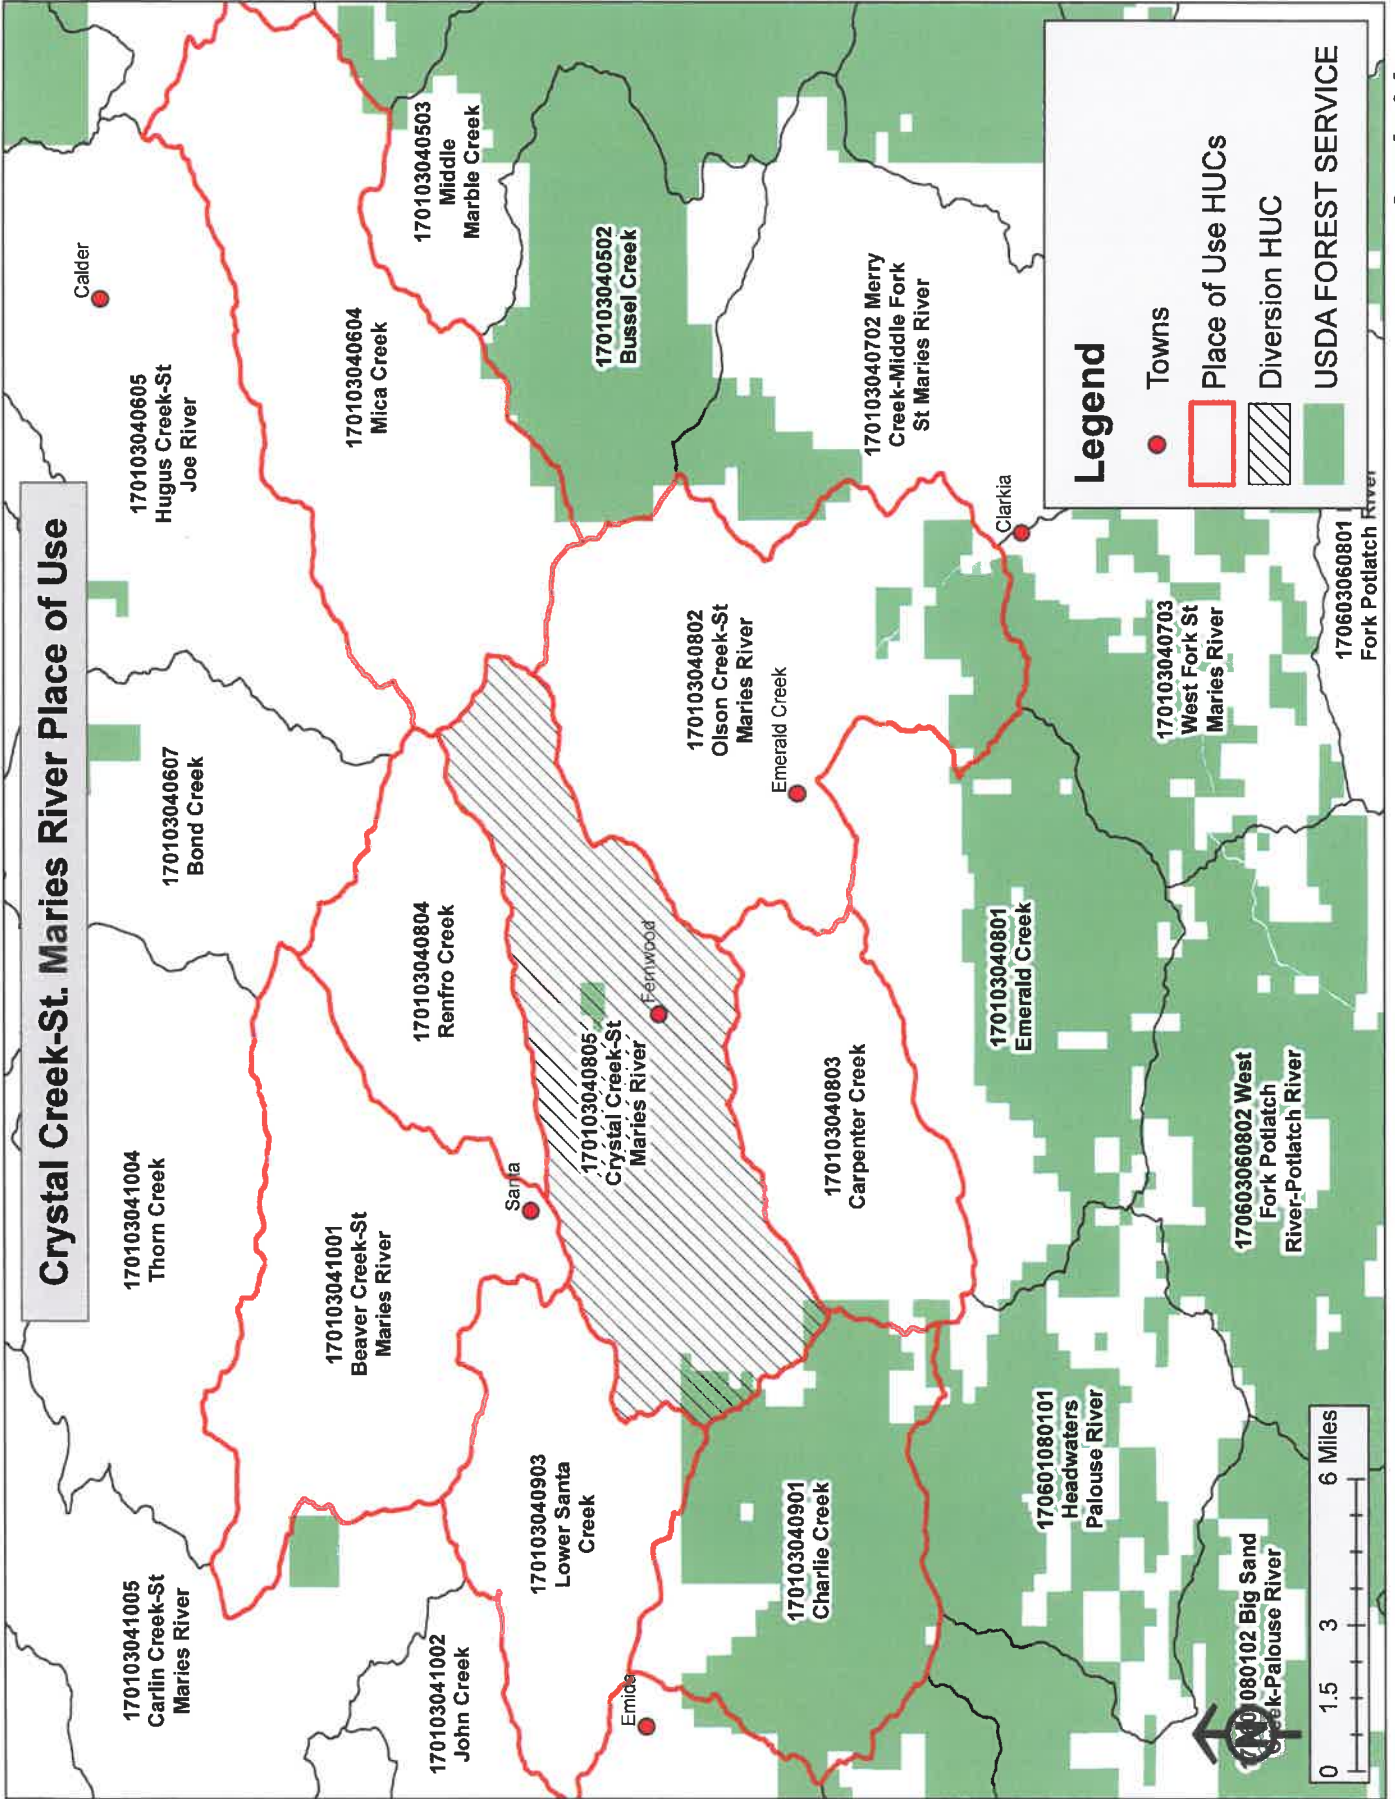 Crystal Creek-St. Maries River Place of Use
Calder
170103040605
Hugus Creek-St
Joe River
170103040607
Bond Creek
170103041004
Thorn Creek
170103041005
Carlin Creek-St
Maries River
170103040503
Middle
Marble Creek
170103040604
Mica Creek
170103040804
Renfro Creek
170103041001
Beaver Creek-St
Maries River
170103041002
John Creek
170103040502
Bussel Creek
Santa
170103040805
Crystal Creek-St
Maries River
Fernwood
170103040903
Lower Santa
Creek
Emida
170103040702 Merry
Creek-Middle Fork
St Maries River
170103040802
Olson Creek-St
Maries River
Emerald Creek
170103040803
Carpenter Creek
170103040901
Charlie Creek
Clarkia
170103040801
Emerald Creek
170601080101
Headwaters
Palouse River
170103040703
West Fork St
Maries River
170603060802 West
Fork Potlatch
River-Potlatch River
080102 Big Sand
-Palouse River
170603060801
Fork Potlatch River
N
0 1.5 3 6 Miles
Legend
Towns
Place of Use HUCs
Diversion HUC
USDA FOREST SERVICE